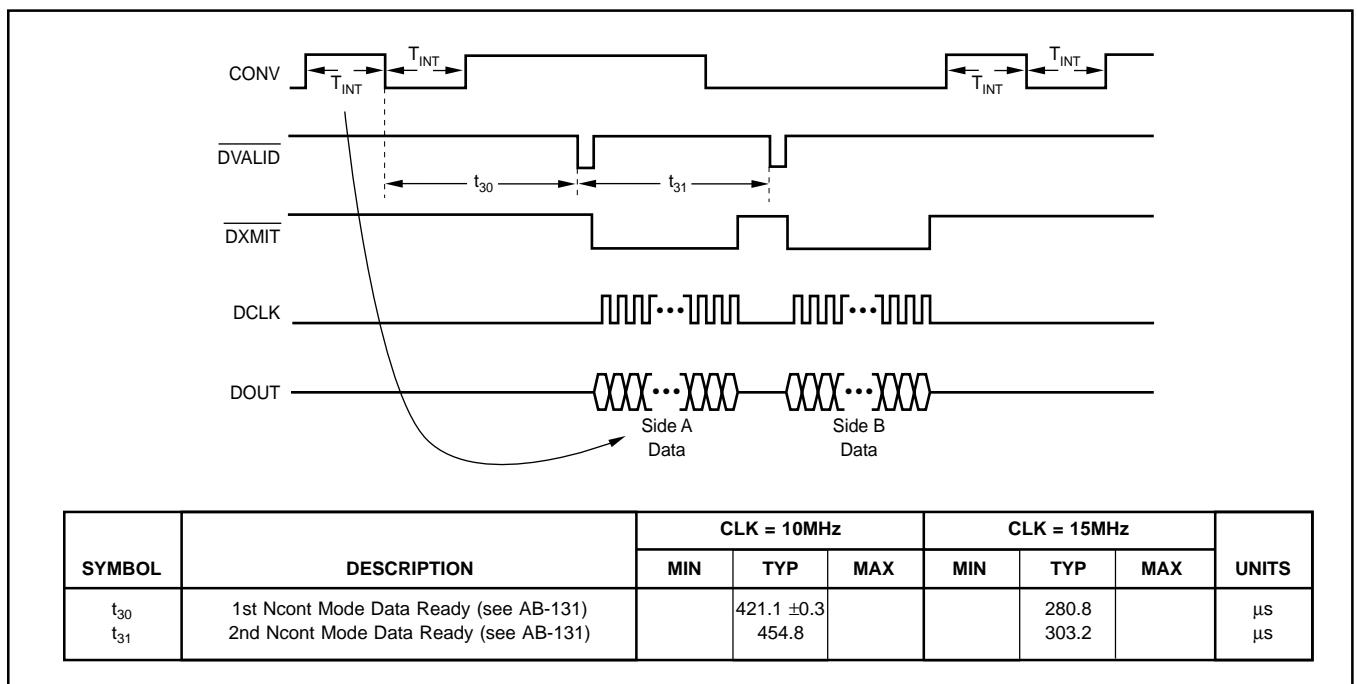 CONV
T_INT T_INT T_INT T_INT
DVALID
t30 t31
DXMIT
DCLK
DOUT
Side A Data
Side B Data
SYMBOL DESCRIPTION CLK = 10MHz CLK = 15MHz UNITS
MIN TYP MAX MIN TYP MAX
t30 1st Ncont Mode Data Ready (see AB-131) 421.1 ±0.3 280.8 µs
t31 2nd Ncont Mode Data Ready (see AB-131) 454.8 303.2 µs